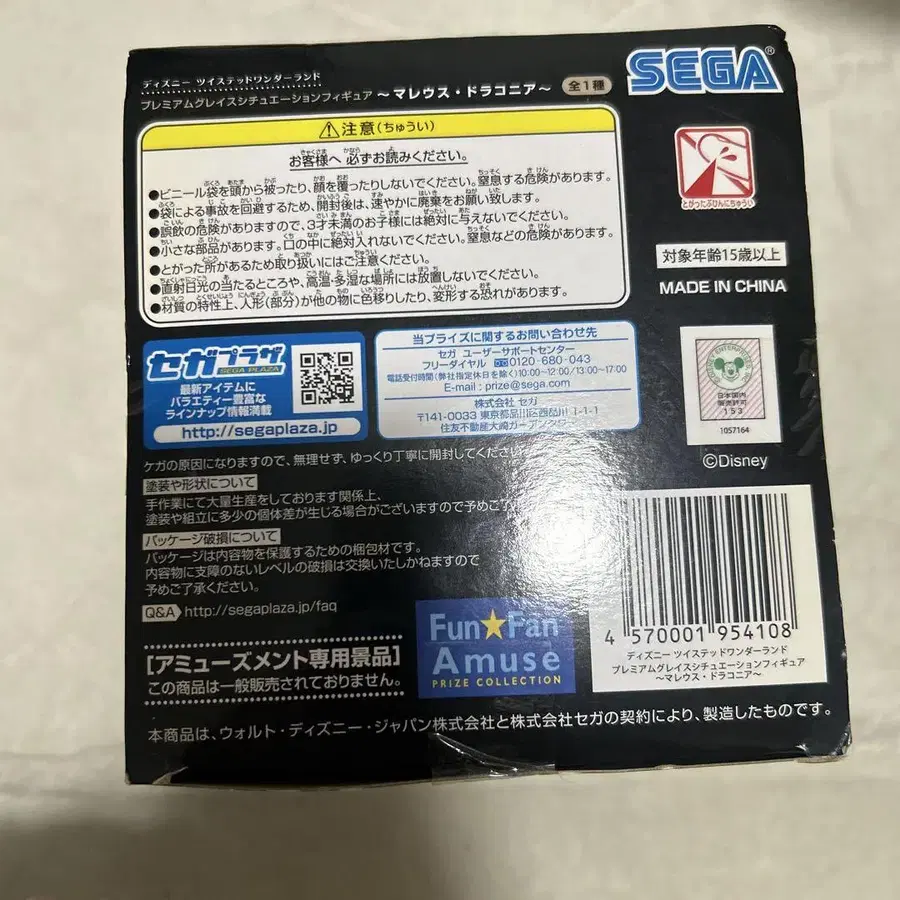 ディズニー ツイステッドワンダーランド
プレミアムグレイスシチュエーションフィギュア ～マレウス・ドラコニア～ 全1種
SEGA®
⚠注意(ちゅうい)
お客様へ 必ずお読みください。
●ビニール袋を頭から被ったり、顔を覆ったりしないでください。窒息する危険があります。
●袋による事故を回避するため、開封後は、速やかに廃棄をお願い致します。
●誤飲の危険がありますので、3才未満のお子様には絶対に与えないでください。
●小さな部品があります。口の中に絶対入れないでください。窒息などの危険があります。
●とがった所があるため取り扱いにはご注意ください。
●直射日光の当たるところや、高温・多湿な場所には放置しないでください。
●材質の特性上、人形(部分)が他の物に色移りしたり、変形する恐れがあります。
とがったぶひんにちゅうい
対象年齢15歳以上
MADE IN CHINA
セガプラザ
SEGA PLAZA
最新アイテムに
バラエティー豊富な
ラインナップ情報満載
http://segaplaza.jp
当プライズに関するお問い合わせ先
セガ ユーザーサポートセンター
フリーダイヤル 0120-680-043
電話受付時間(弊社指定休日を除く)10:00~12:00/13:00~17:00
E-mail : prize@sega.com
株式会社 セガ
〒141-0033 東京都品川区西品川 1-1-1
住友不動産大崎ガーデンタワー
日本国内
販売許可
153
1057164
©Disney
ケガの原因になりますので、無理せず、ゆっくり丁寧に開封してください
塗装や形状について
手作業にて大量生産をしております関係上、
塗装や組立に多少の個体差が生じる場合がございますので予めご了
パッケージ破損について
パッケージは内容物を保護するための梱包材です。
内容物に支障のないレベルの破損は交換いたしかねますので
予めご了承ください。
Q&A http://segaplaza.jp/faq
[アミューズメント専用景品]
この商品は一般販売されておりません。
Fun★Fan
Amuse
PRIZE COLLECTION
4 570001 954108
ディズニー ツイステッドワンダーランド
プレミアムグレイスシチュエーションフィギュア
～マレウス・ドラコニア～
本商品は、ウォルト・ディズニー・ジャパン株式会社と株式会社セガの契約により、製造したものです。